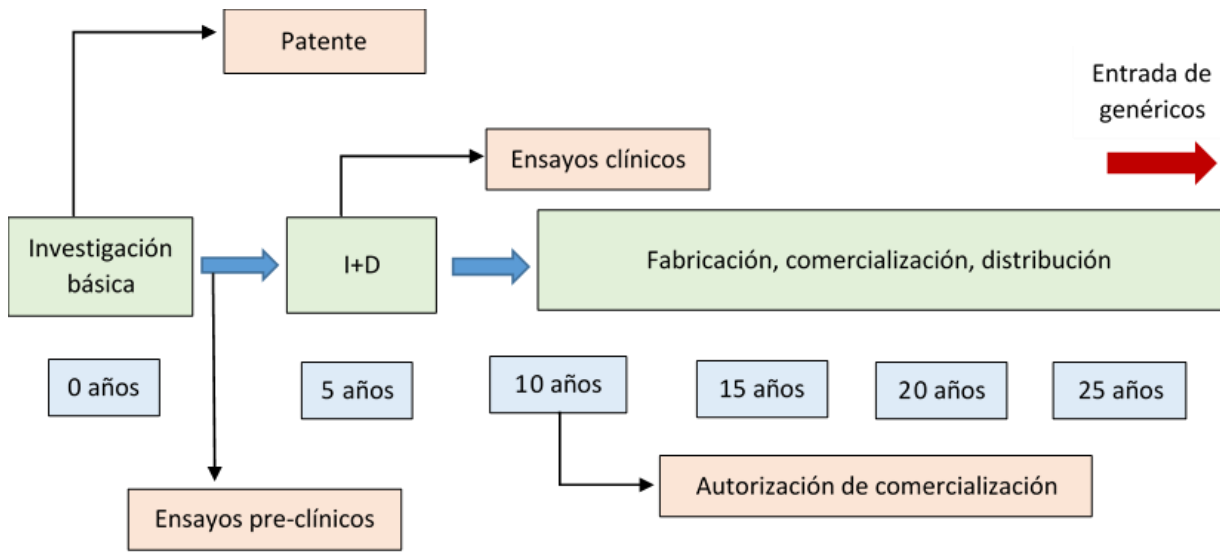 Patente
Entrada de
genéricos
Ensayos clínicos
Investigación
básica
I+D
Fabricación, comercialización, distribución
0 años
5 años
10 años
15 años
20 años
25 años
Autorización de comercialización
Ensayos pre-clínicos